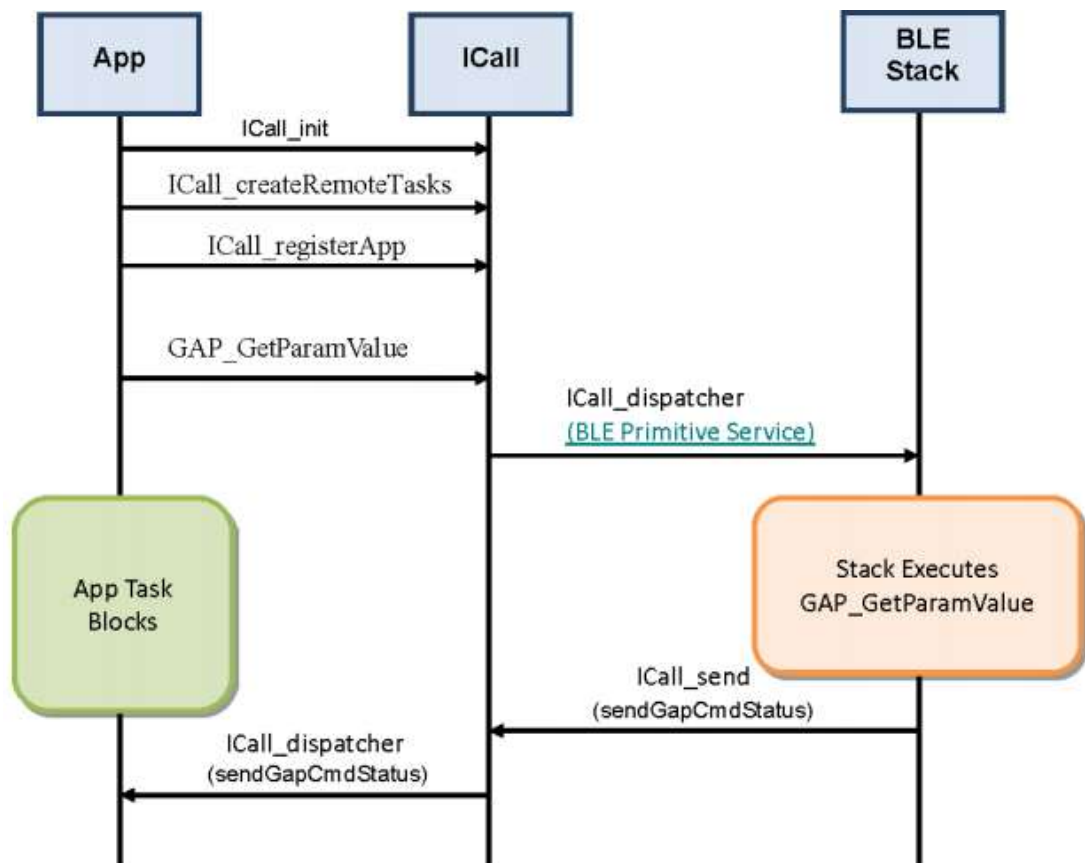 App
ICall
BLE
Stack
ICall_init
ICall_createRemoteTasks
ICall_registerApp
GAP_GetParamValue
ICall_dispatcher
(BLE Primitive Service)
App Task
Blocks
Stack Executes
GAP_GetParamValue
ICall_send
(sendGapCmdStatus)
ICall_dispatcher
(sendGapCmdStatus)